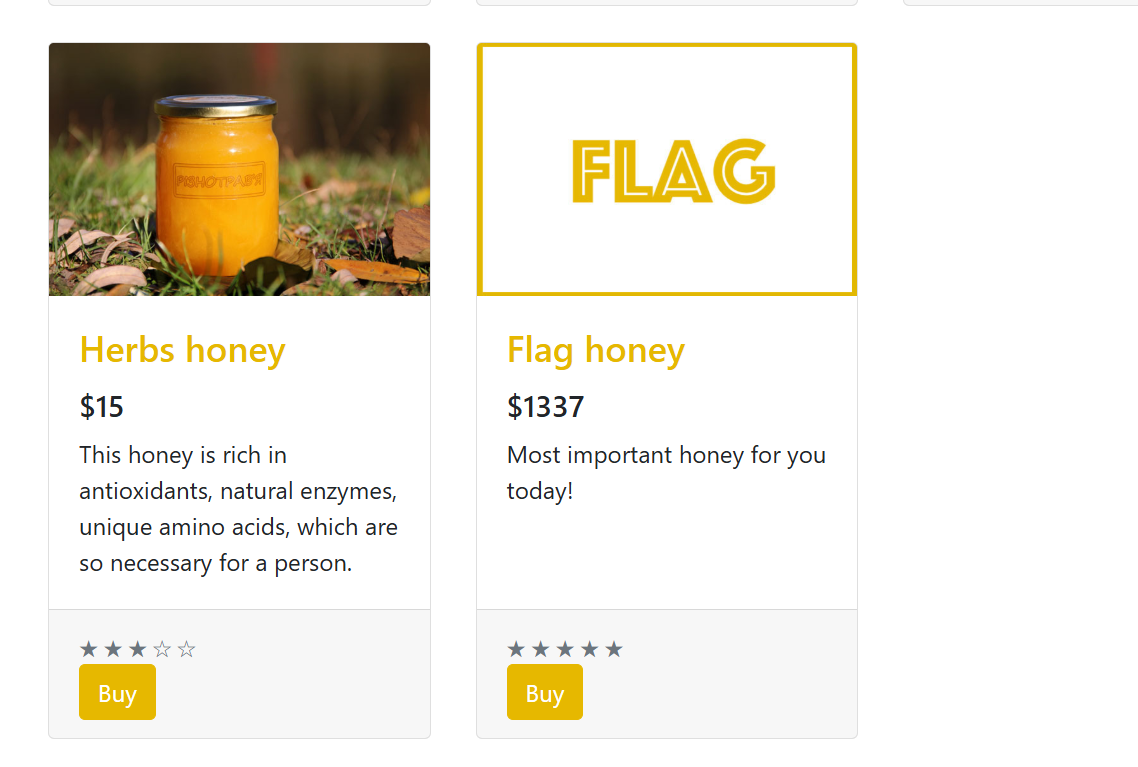 FLAG
Herbs honey
$15
This honey is rich in
antioxidants, natural enzymes,
unique amino acids, which are
so necessary for a person.
★ ★ ★ ☆ ☆
Buy
Flag honey
$1337
Most important honey for you
today!
★ ★ ★ ★ ★
Buy